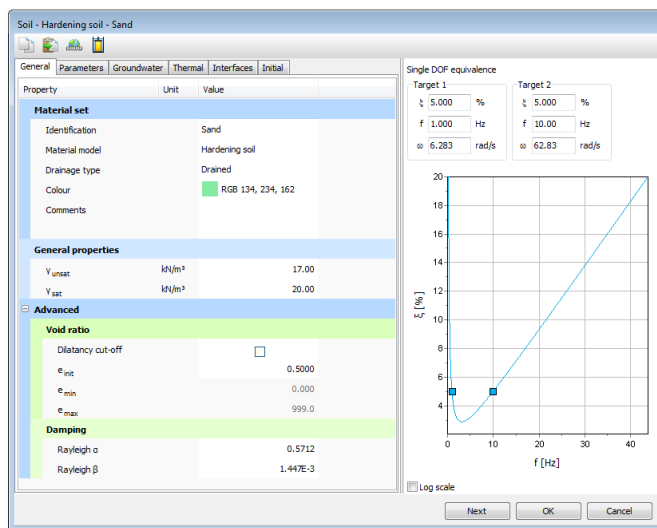 Soil - Hardening soil - Sand
General Parameters Groundwater Thermal Interfaces Initial
Property Unit Value
Material set
Identification Sand
Material model Hardening soil
Drainage type Drained
Colour RGB 134, 234, 162
Comments
General properties
γ unsat kN/m³ 17.00
γ sat kN/m³ 20.00
Advanced
Void ratio
Dilatancy cut-off
e init 0.5000
e min 0.000
e max 999.0
Damping
Rayleigh α 0.5712
Rayleigh β 1.447E-3
Single DOF equivalence
Target 1 Target 2
ξ 5.000 % ξ 5.000 %
f 1.000 Hz f 10.00 Hz
ω 6.283 rad/s ω 62.83 rad/s
20
18
16
14
12
10
8
6
4
ξ [%]
0 10 20 30 40
f [Hz]
Log scale
Next OK Cancel